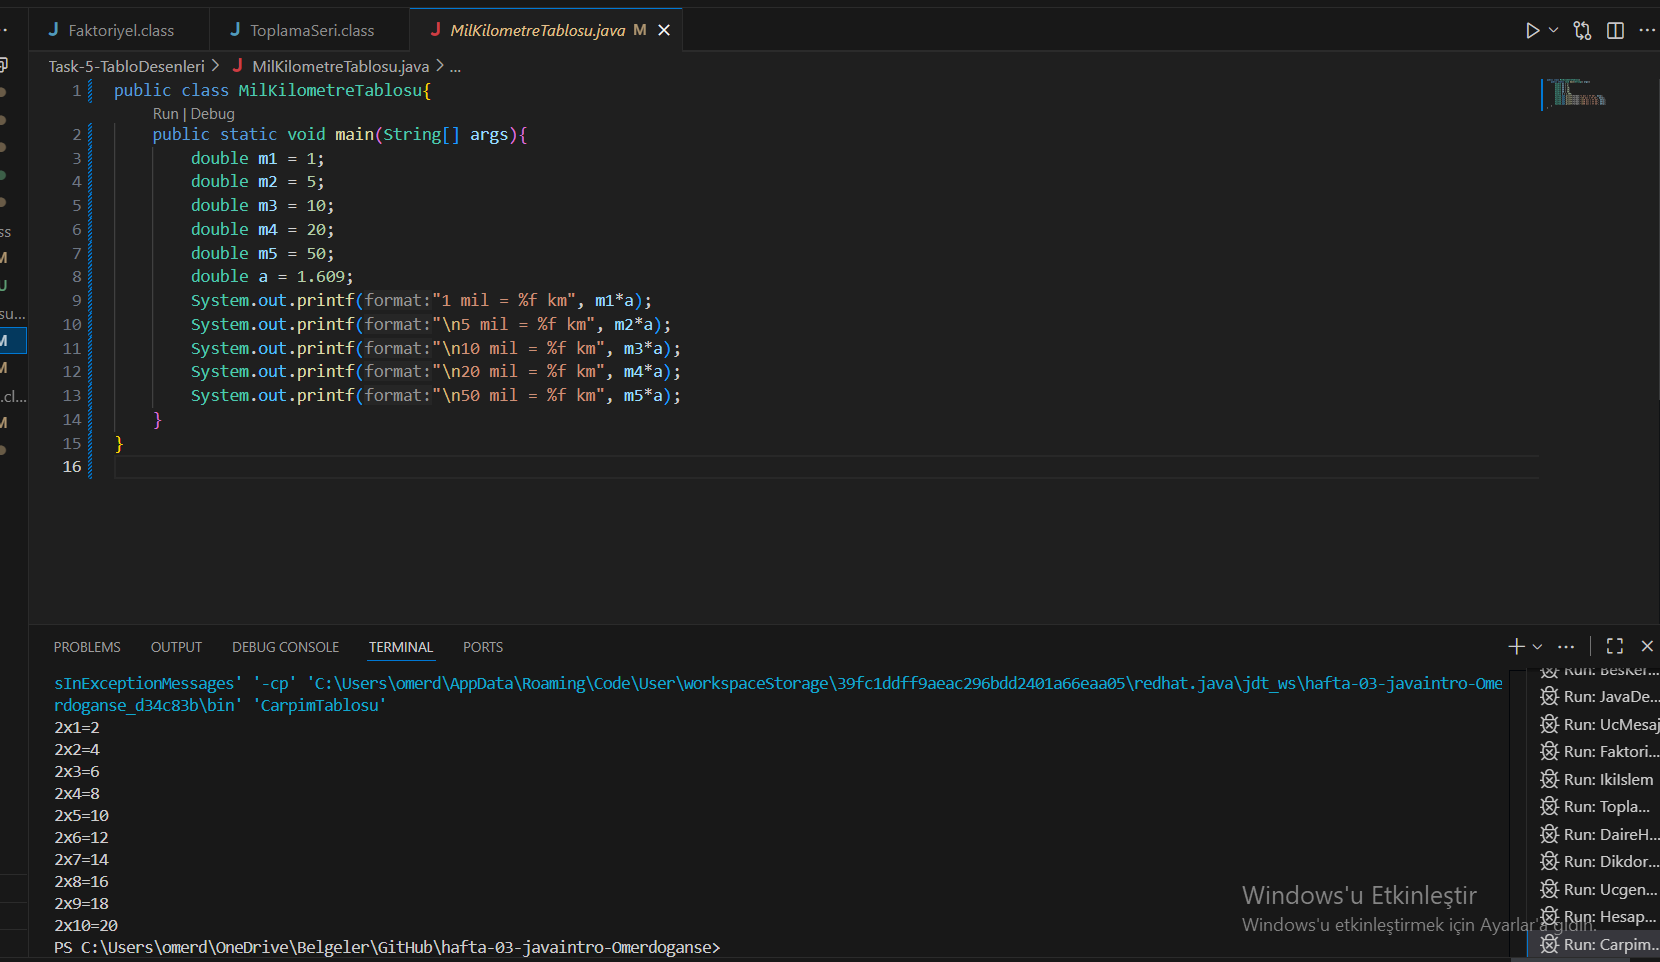 Faktoriyel.class
ToplamaSeri.class
MilKilometreTablosu.java M
Task-5-TabloDesenleri > MilKilometreTablosu.java > ...
1 public class MilKilometreTablosu{
Run | Debug
2 public static void main(String[] args){
3 double m1 = 1;
4 double m2 = 5;
5 double m3 = 10;
6 double m4 = 20;
7 double m5 = 50;
8 double a = 1.609;
9 System.out.printf(format:"1 mil = %f km", m1*a);
10 System.out.printf(format:"\n5 mil = %f km", m2*a);
11 System.out.printf(format:"\n10 mil = %f km", m3*a);
12 System.out.printf(format:"\n20 mil = %f km", m4*a);
13 System.out.printf(format:"\n50 mil = %f km", m5*a);
14 }
15 }
16
ss
M
U
su...
M
M
.cl...
M
PROBLEMS OUTPUT DEBUG CONSOLE TERMINAL PORTS
sInExceptionMessages' '-cp' 'C:\Users\omerd\AppData\Roaming\Code\User\workspaceStorage\39fc1ddff9aeac296bdd2401a66eaa05\redhat.java\jdt_ws\hafta-03-javaintro-Ome
rdoganse_d34c83b\bin' 'CarpimTablosu'
2x1=2
2x2=4
2x3=6
2x4=8
2x5=10
2x6=12
2x7=14
2x8=16
2x9=18
2x10=20
PS C:\Users\omerd\OneDrive\Belgeler\GitHub\hafta-03-javaintro-Omerdoganse>
Run: BesKer...
Run: JavaDe...
Run: UcMesaj
Run: Faktori...
Run: IkiIslem
Run: Topla...
Run: DaireH...
Run: Dikdor...
Run: Ucgen...
Run: Hesap...
Run: Carpim...
Windows'u Etkinleştir
Windows'u etkinleştirmek için Ayarlar'a gidin.